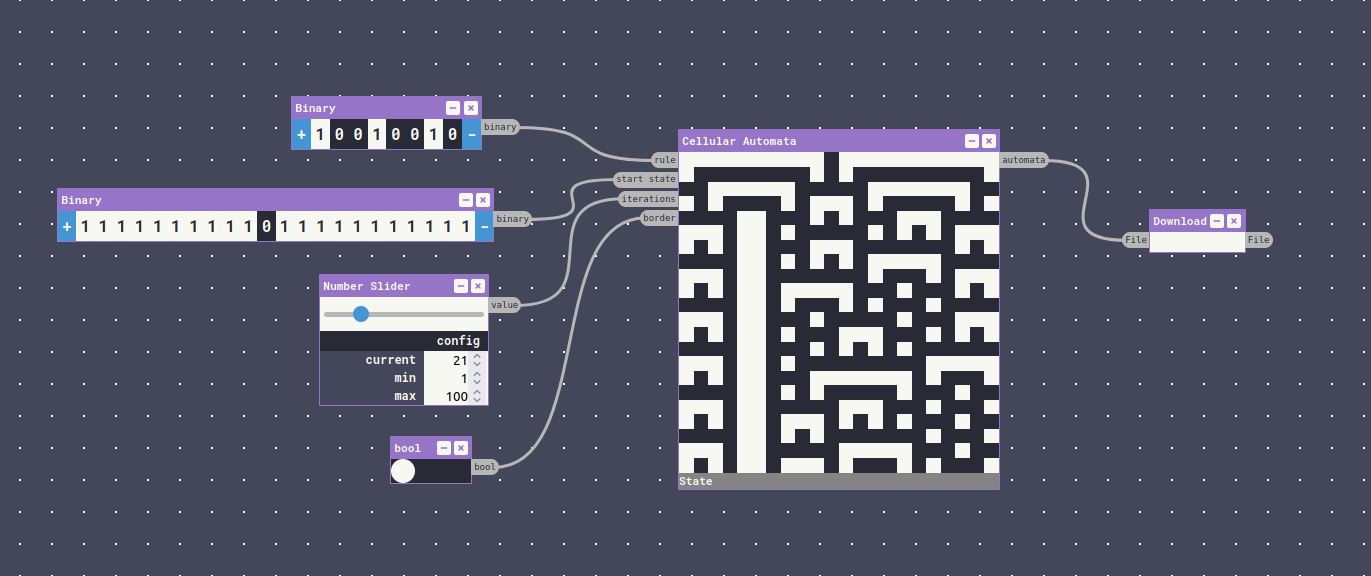 Binary − ×
+ 1 0 0 1 0 0 1 0 −
binary
Cellular Automata − ×
rule
start state
iterations
border
automata
State
Binary − ×
+ 1 1 1 1 1 1 1 1 1 1 0 1 1 1 1 1 1 1 1 1 1 1 −
binary
Download − ×
File
File
Number Slider − ×
value
config
current 21
min 1
max 100
bool − ×
bool